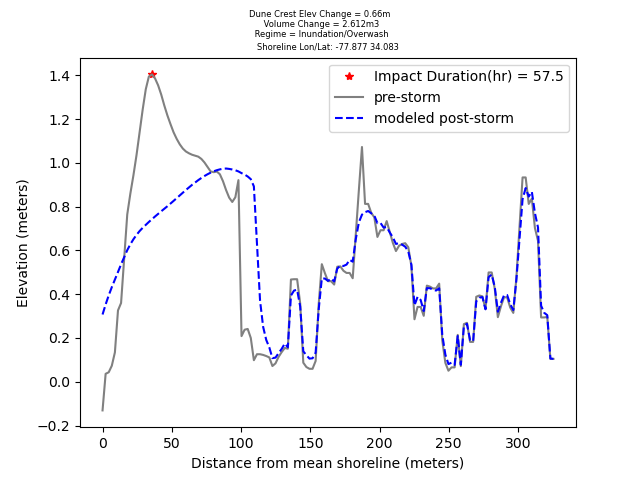 Dune Crest Elev Change = 0.66m
Volume Change = 2.612m3
Regime = Inundation/Overwash
Shoreline Lon/Lat: -77.877 34.083
Impact Duration(hr) = 57.5
pre-storm
modeled post-storm
Elevation (meters)
1.4
1.2
1.0
0.8
0.6
0.4
0.2
0.0
−0.2
0 50 100 150 200 250 300
Distance from mean shoreline (meters)